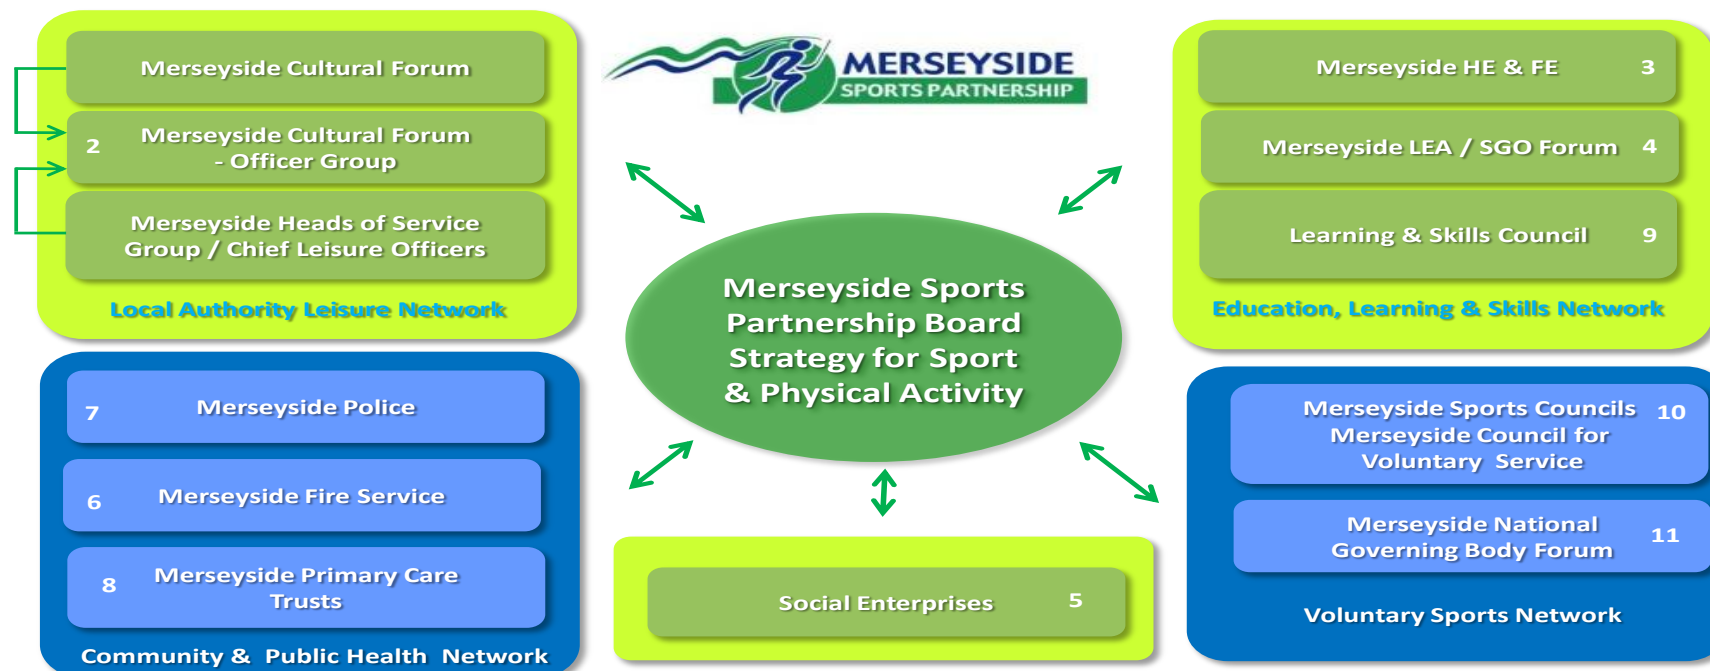 Merseyside Cultural Forum
2
Merseyside Cultural Forum
- Officer Group
Merseyside Heads of Service
Group / Chief Leisure Officers
Local Authority Leisure Network
MERSEYSIDE
SPORTS PARTNERSHIP
Merseyside HE & FE 3
Merseyside LEA / SGO Forum 4
Learning & Skills Council 9
Education, Learning & Skills Network
Merseyside Sports
Partnership Board
Strategy for Sport
& Physical Activity
7 Merseyside Police
6 Merseyside Fire Service
8 Merseyside Primary Care
Trusts
Community & Public Health Network
Social Enterprises 5
Merseyside Sports Councils 10
Merseyside Council for
Voluntary Service
Merseyside National
Governing Body Forum 11
Voluntary Sports Network